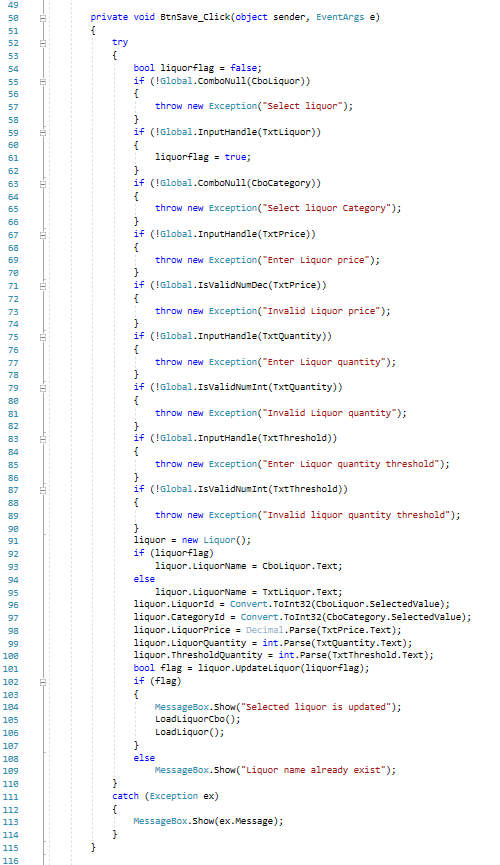 49
50 private void BtnSave_Click(object sender, EventArgs e)
51 {
52 try
53 {
54 bool liquorflag = false;
55 if (!Global.ComboNull(CboLiquor))
56 {
57 throw new Exception("Select liquor");
58 }
59 if (!Global.InputHandle(TxtLiquor))
60 {
61 liquorflag = true;
62 }
63 if (!Global.ComboNull(CboCategory))
64 {
65 throw new Exception("Select liquor Category");
66 }
67 if (!Global.InputHandle(TxtPrice))
68 {
69 throw new Exception("Enter Liquor price");
70 }
71 if (!Global.IsValidNumDec(TxtPrice))
72 {
73 throw new Exception("Invalid Liquor price");
74 }
75 if (!Global.InputHandle(TxtQuantity))
76 {
77 throw new Exception("Enter Liquor quantity");
78 }
79 if (!Global.IsValidNumInt(TxtQuantity))
80 {
81 throw new Exception("Invalid Liquor quantity");
82 }
83 if (!Global.InputHandle(TxtThreshold))
84 {
85 throw new Exception("Enter Liquor quantity threshold");
86 }
87 if (!Global.IsValidNumInt(TxtThreshold))
88 {
89 throw new Exception("Invalid liquor quantity threshold");
90 }
91 liquor = new Liquor();
92 if (liquorflag)
93 liquor.LiquorName = CboLiquor.Text;
94 else
95 liquor.LiquorName = TxtLiquor.Text;
96 liquor.LiquorId = Convert.ToInt32(CboLiquor.SelectedValue);
97 liquor.CategoryId = Convert.ToInt32(CboCategory.SelectedValue);
98 liquor.LiquorPrice = Decimal.Parse(TxtPrice.Text);
99 liquor.LiquorQuantity = int.Parse(TxtQuantity.Text);
100 liquor.ThresholdQuantity = int.Parse(TxtThreshold.Text);
101 bool flag = liquor.UpdateLiquor(liquorflag);
102 if (flag)
103 {
104 MessageBox.Show("Selected liquor is updated");
105 LoadLiquorCbo();
106 LoadLiquor();
107 }
108 else
109 MessageBox.Show("Liquor name already exist");
110 }
111 catch (Exception ex)
112 {
113 MessageBox.Show(ex.Message);
114 }
115 }
116